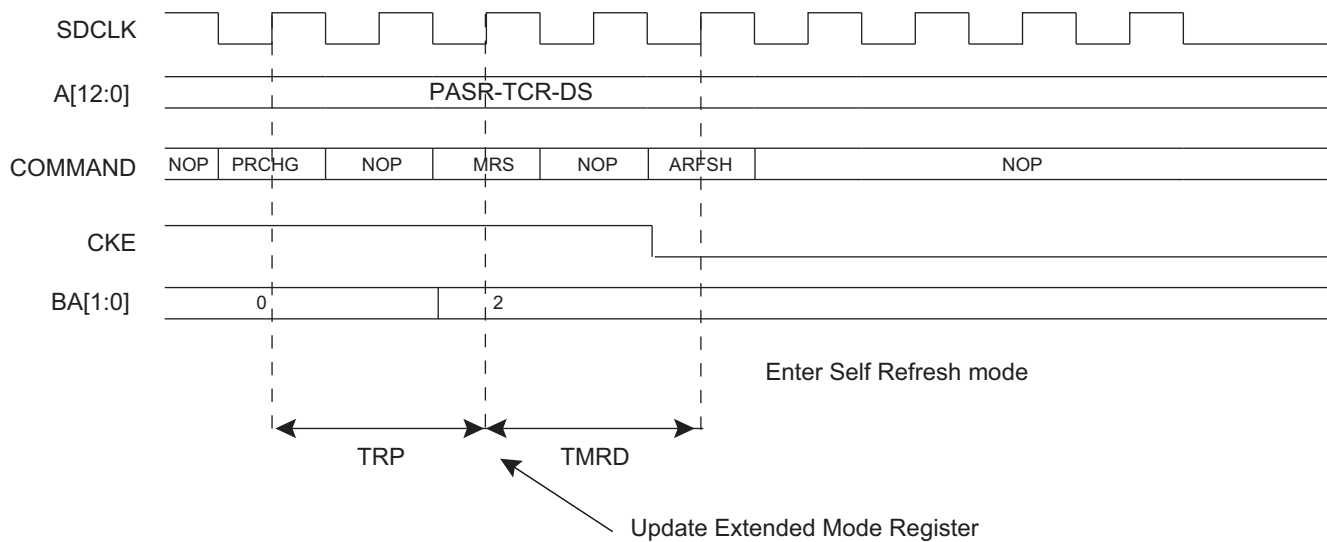 SDCLK
A[12:0] PASR-TCR-DS
COMMAND NOP PRCHG NOP MRS NOP ARFSH NOP
CKE
BA[1:0] 0 2
Enter Self Refresh mode
TRP TMRD
Update Extended Mode Register